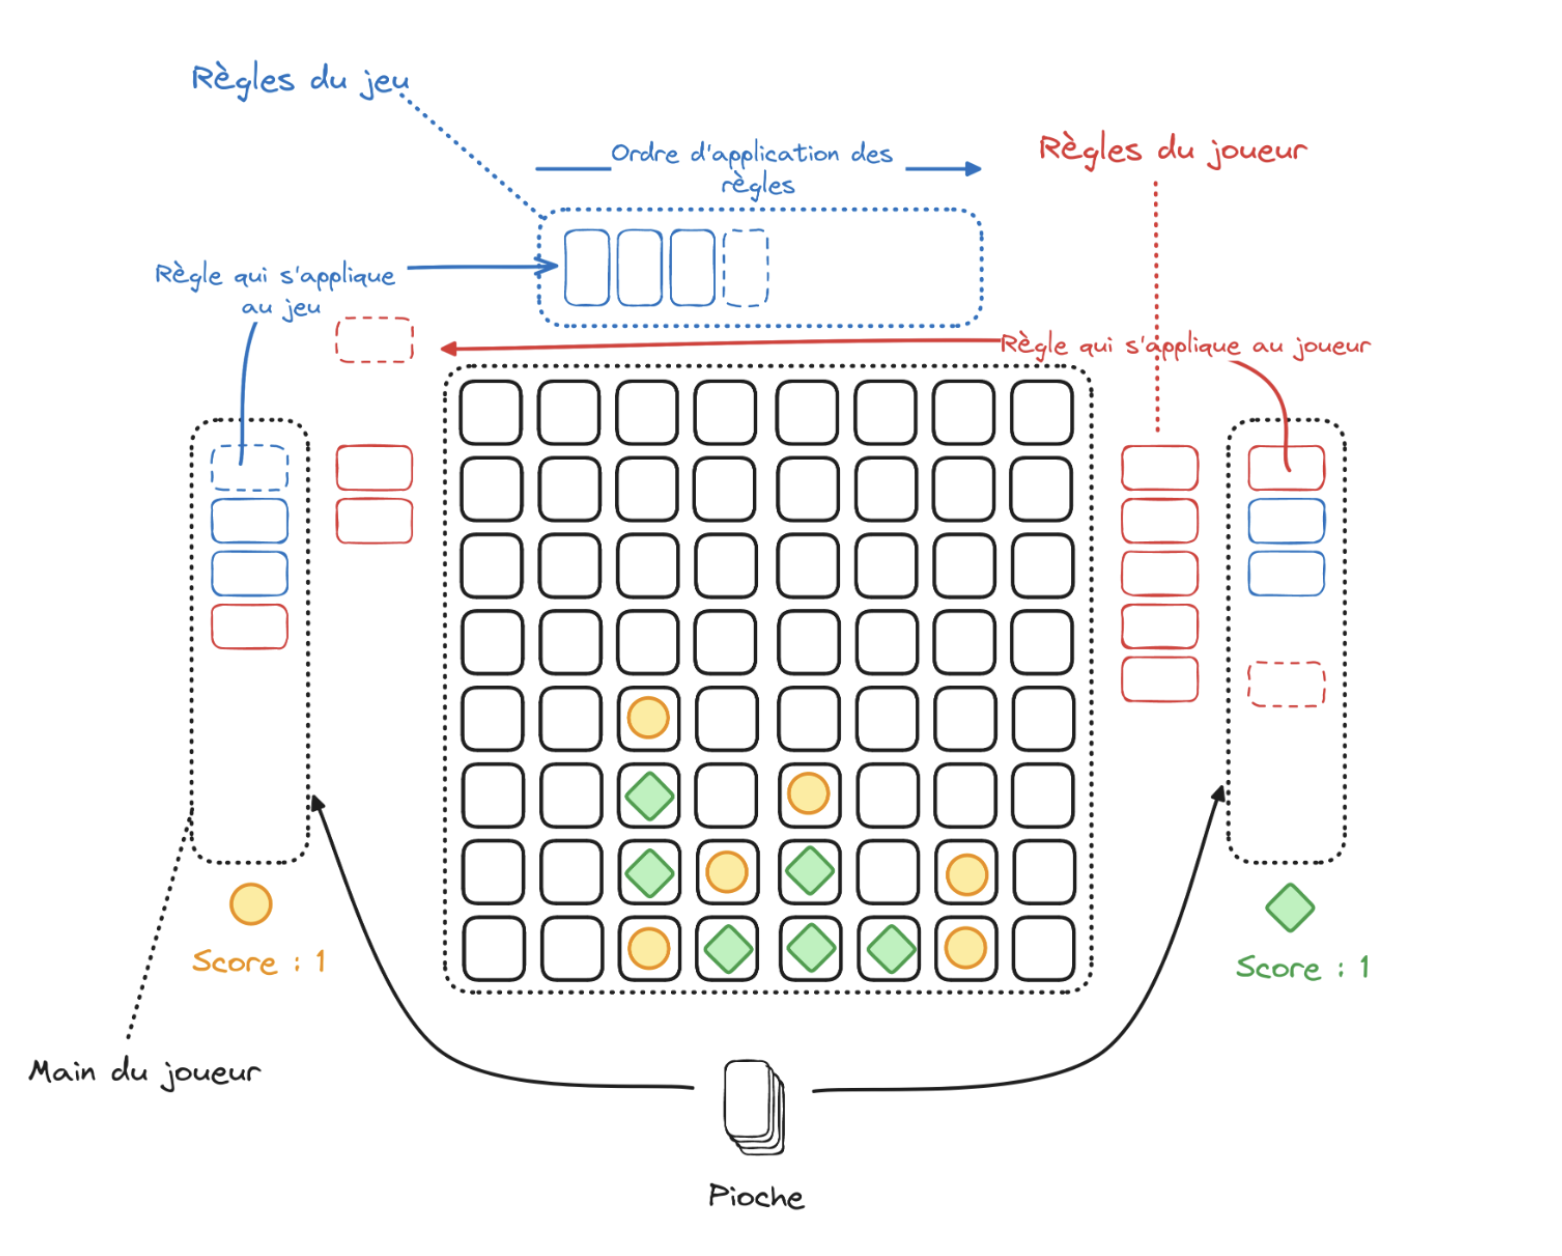 Règles du jeu
Ordre d'application des
règles
Règles du joueur
Règle qui s'applique
au jeu
Règle qui s'applique au joueur
Score : 1
Score : 1
Main du joueur
Pioche